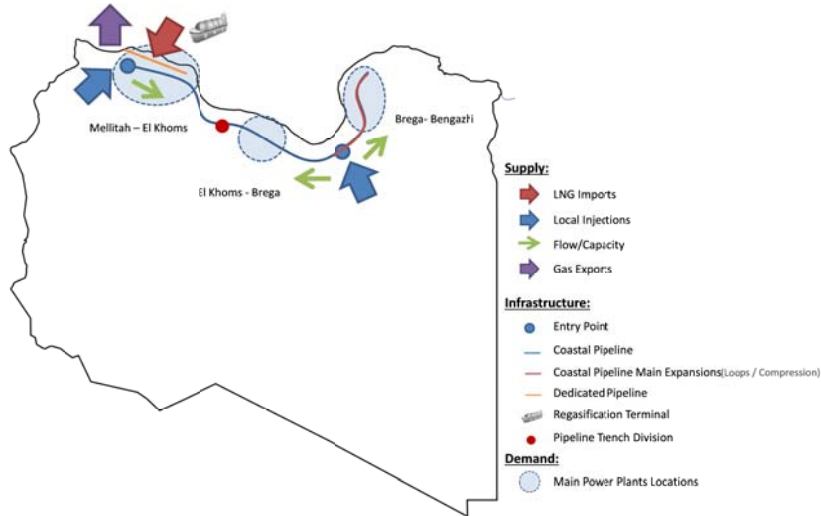 Mellitah – El Khoms
Brega- Bengazhi
El Khoms - Brega
Supply:
LNG Imports
Local Injections
Flow/Capacity
Gas Exports
Infrastructure:
Entry Point
Coastal Pipeline
Coastal Pipeline Main Expansions(Loops / Compression)
Dedicated Pipeline
Regasification Terminal
Pipeline Trench Division
Demand:
Main Power Plants Locations